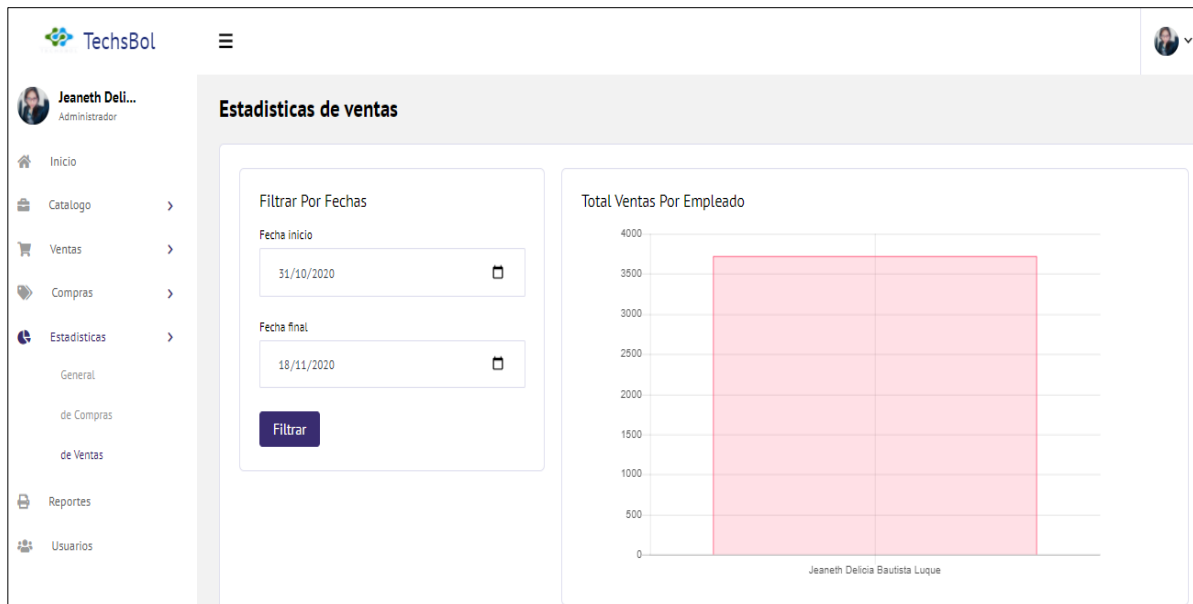 TechsBol
Jeaneth Deli...
Administrador
Inicio
Catalogo
Ventas
Compras
Estadisticas
General
de Compras
de Ventas
Reportes
Usuarios
Estadisticas de ventas
Filtrar Por Fechas
Fecha inicio
31/10/2020
Fecha final
18/11/2020
Filtrar
Total Ventas Por Empleado
4000
3500
3000
2500
2000
1500
1000
500
0
Jeaneth Delicia Bautista Luque